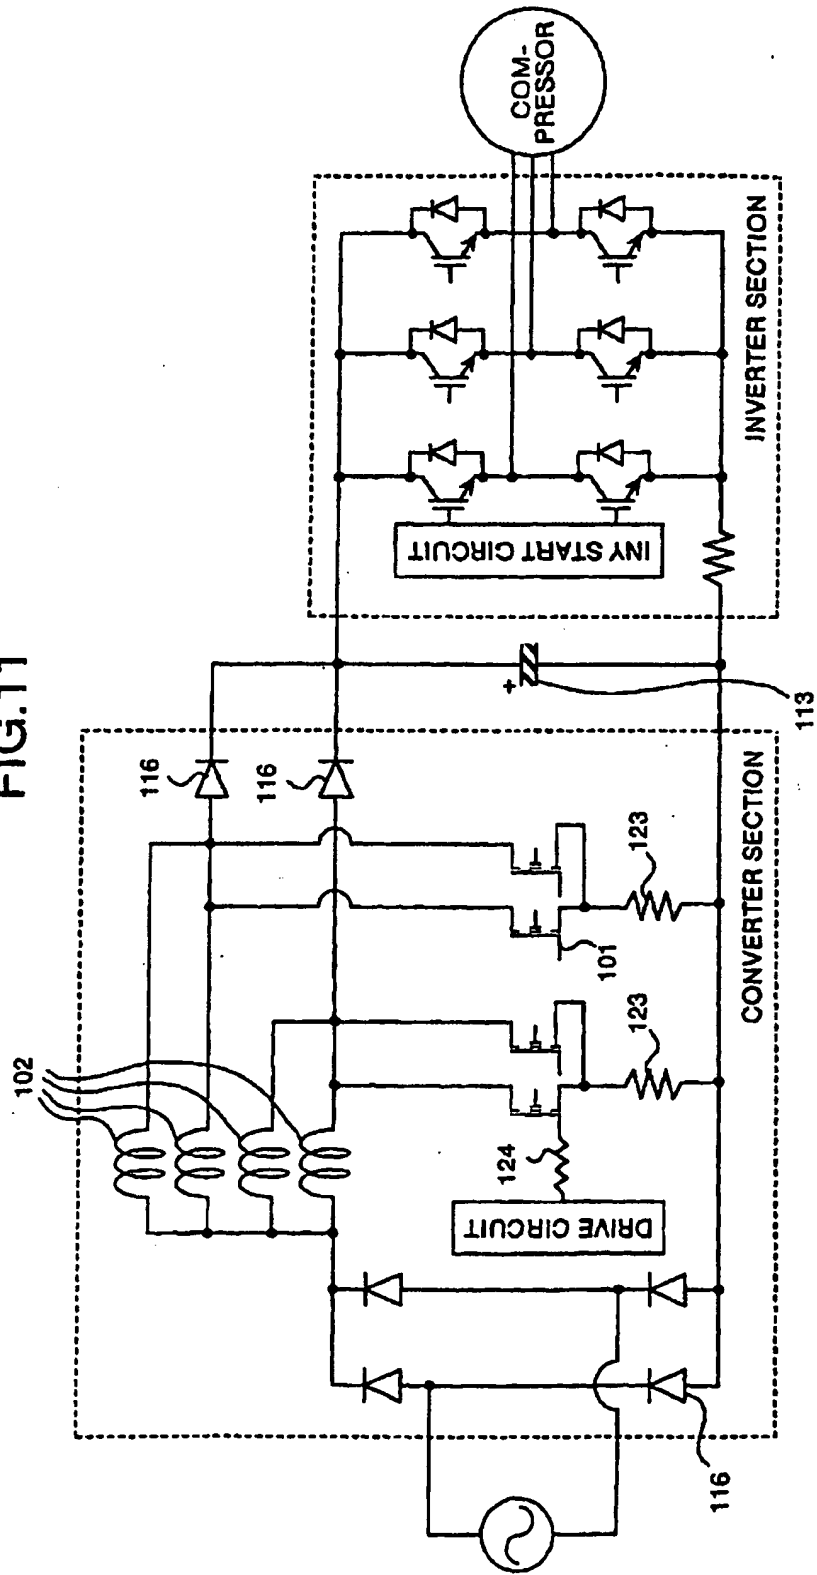 FIG.11
102
116
116
COM-
PRESSOR
124
DRIVE CIRCUIT
101
123
123
116
CONVERTER SECTION
+
113
INY START CIRCUIT
INVERTER SECTION